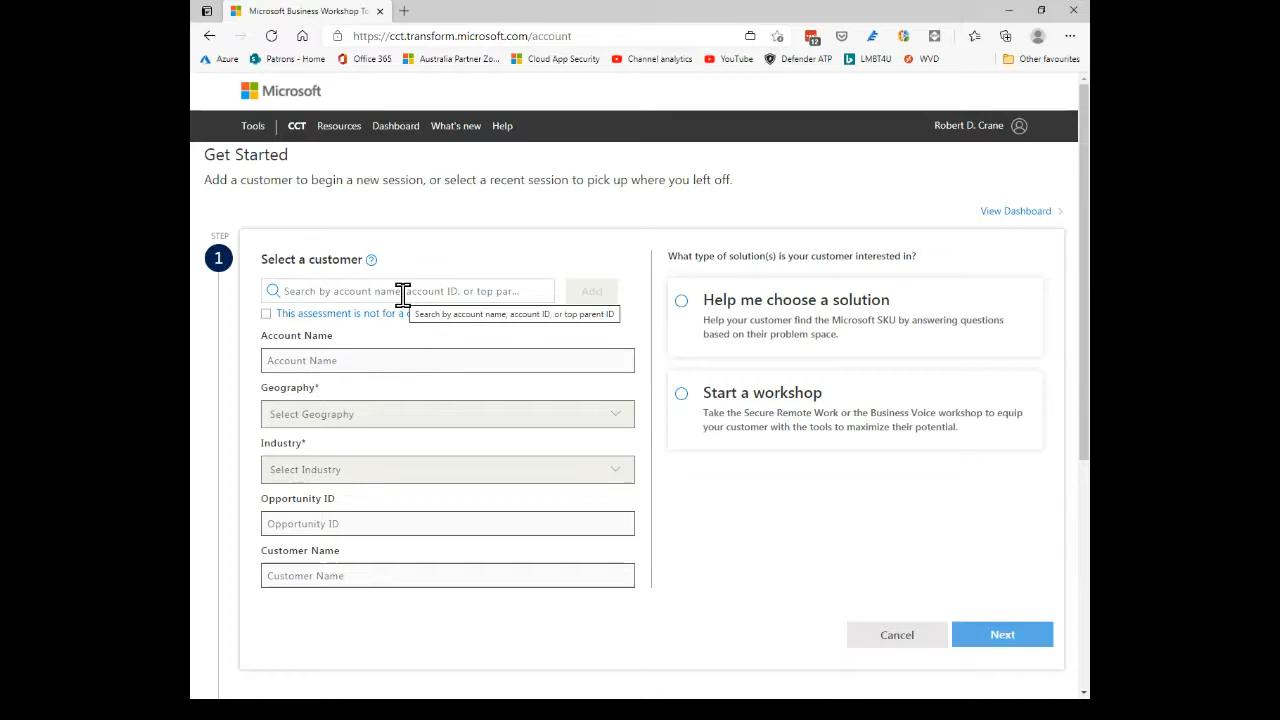 Microsoft Business Workshop To
https://cct.transform.microsoft.com/account
12
Azure
Patrons - Home
Office 365
Australia Partner Zo...
Cloud App Security
Channel analytics
YouTube
Defender ATP
LMBT4U
WVD
Other favourites
Microsoft
Tools
CCT
Resources
Dashboard
What's new
Help
Robert D. Crane
Get Started
Add a customer to begin a new session, or select a recent session to pick up where you left off.
View Dashboard
STEP
1
Select a customer
Search by account name, account ID, or top par...
Add
This assessment is not for a
Search by account name, account ID, or top parent ID
Account Name
Account Name
Geography*
Select Geography
Industry*
Select Industry
Opportunity ID
Opportunity ID
Customer Name
Customer Name
What type of solution(s) is your customer interested in?
Help me choose a solution
Help your customer find the Microsoft SKU by answering questions
based on their problem space.
Start a workshop
Take the Secure Remote Work or the Business Voice workshop to equip
your customer with the tools to maximize their potential.
Cancel
Next